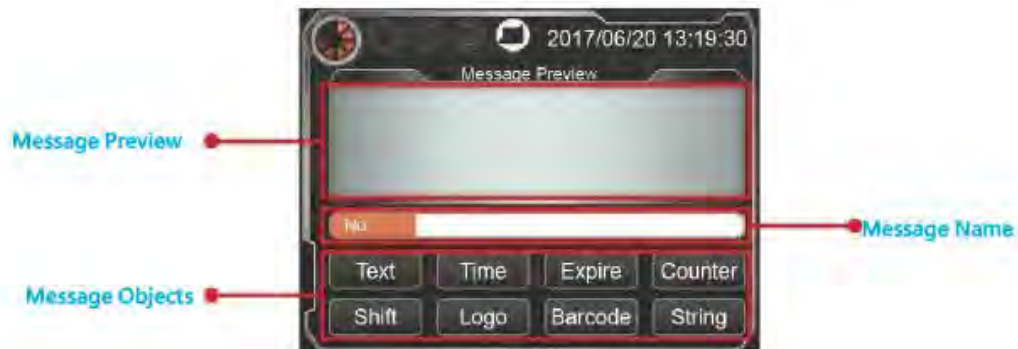 2017/06/20 13:19:30
Message Preview
Message Preview
No
Message Name
Text Time Expire Counter
Message Objects
Shift Logo Barcode String